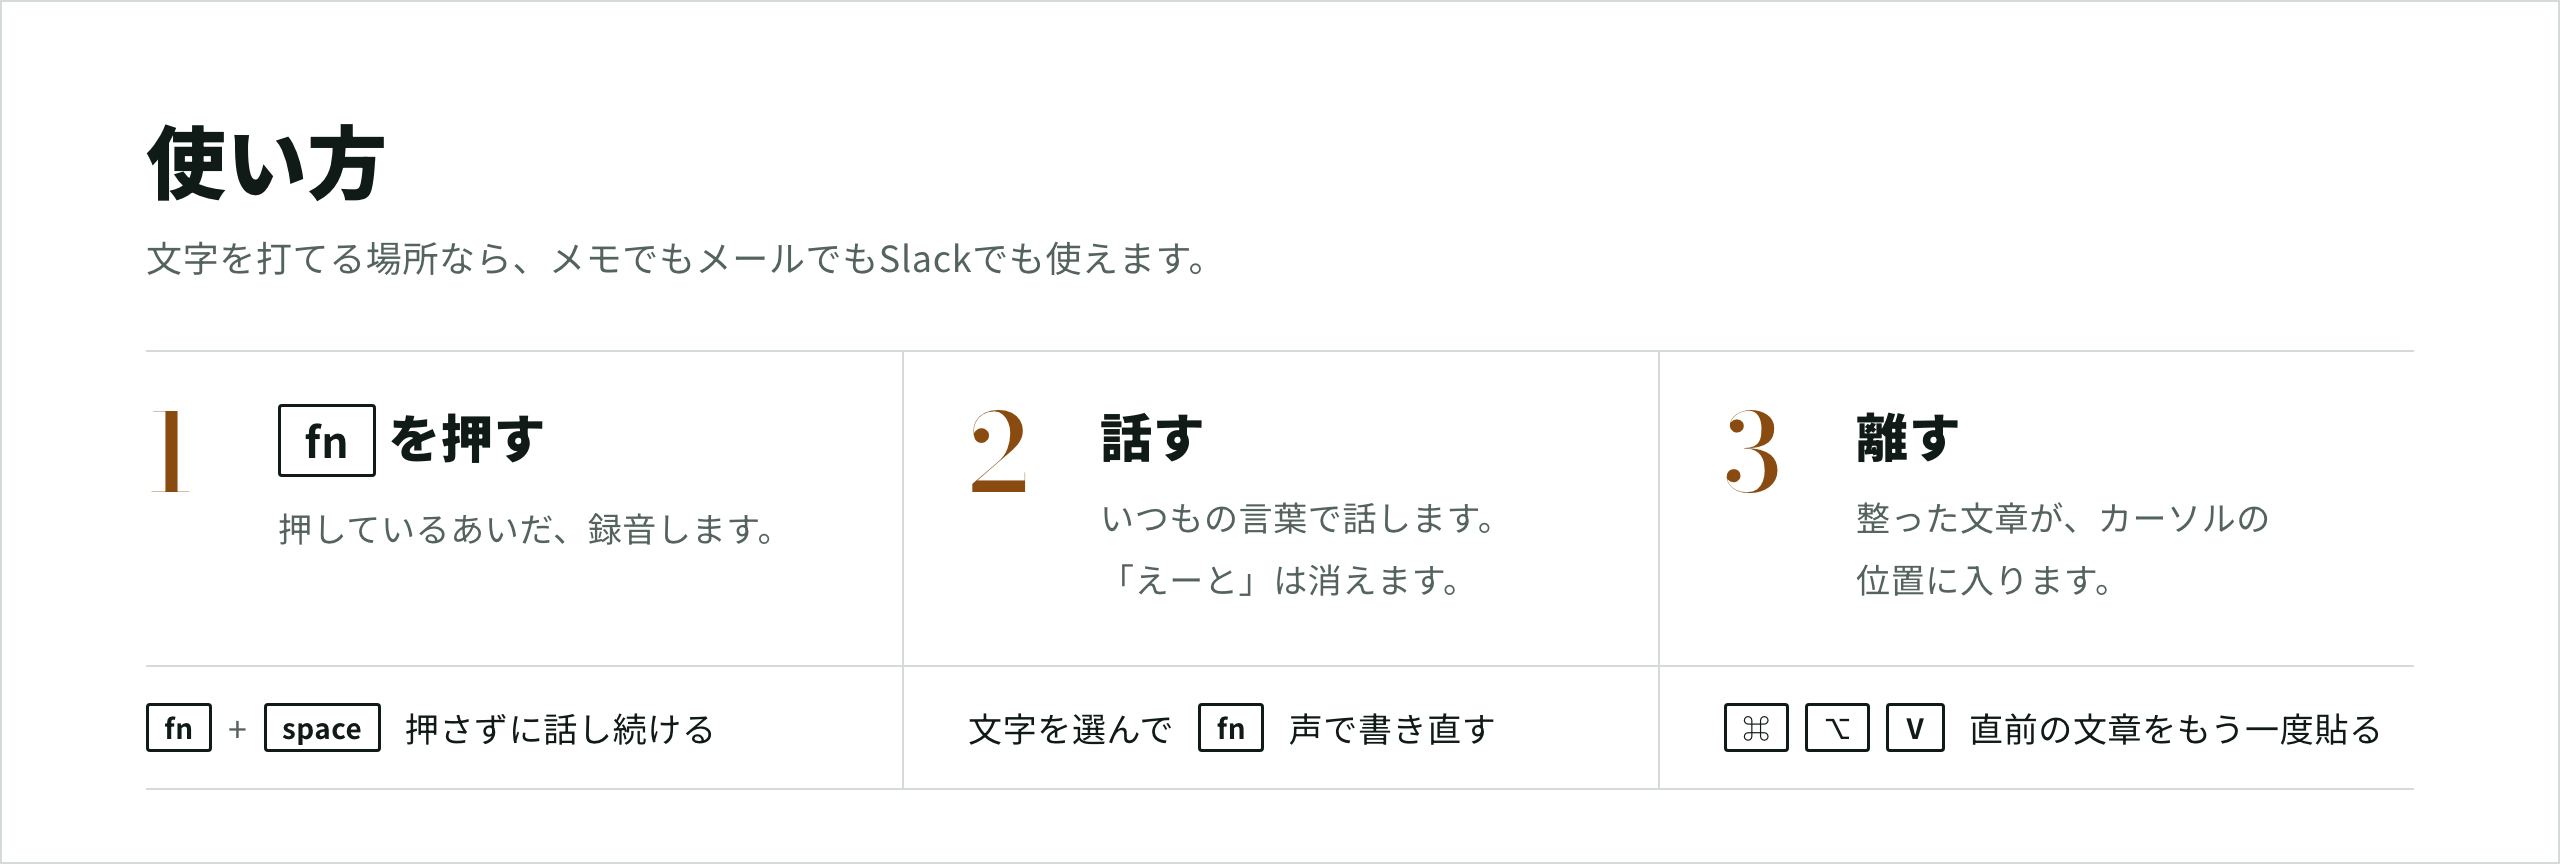 使い方
文字を打てる場所なら、メモでもメールでもSlackでも使えます。
1 fn を押す
押しているあいだ、録音します。
2 話す
いつもの言葉で話します。
「えーと」は消えます。
3 離す
整った文章が、カーソルの
位置に入ります。
fn + space 押さずに話し続ける
文字を選んで fn 声で書き直す
⌘ ⌥ V 直前の文章をもう一度貼る